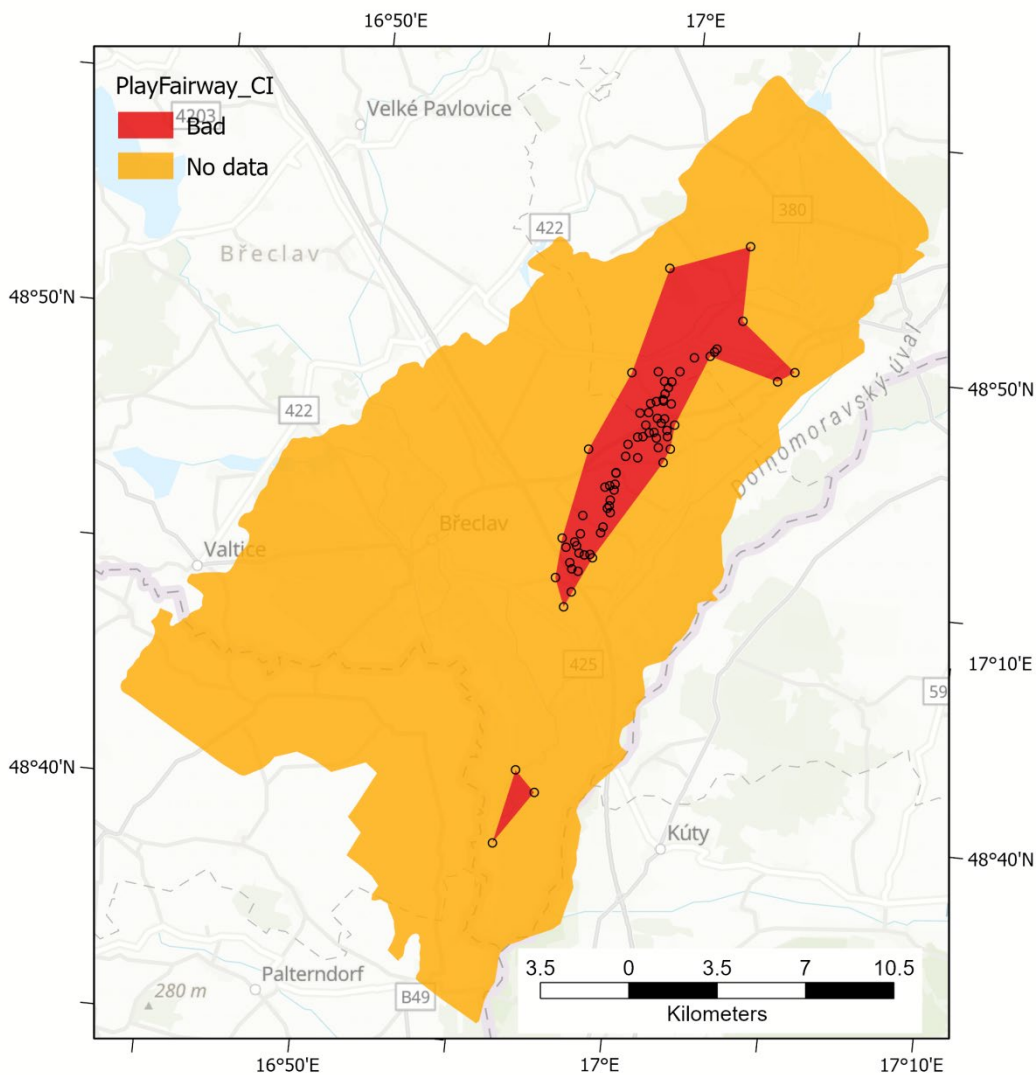 16°50'E
17°E
PlayFairway_CI
4203
Bad
No data
Velké Pavlovice
380
422
Břeclav
48°50'N
Dolnomoravský úval
48°50'N
422
Břeclav
Valtice
425
17°10'E
59
48°40'N
Kúty
48°40'N
Palterndorf
280 m
B49
3.5 0 3.5 7 10.5
Kilometers
16°50'E
17°E
17°10'E